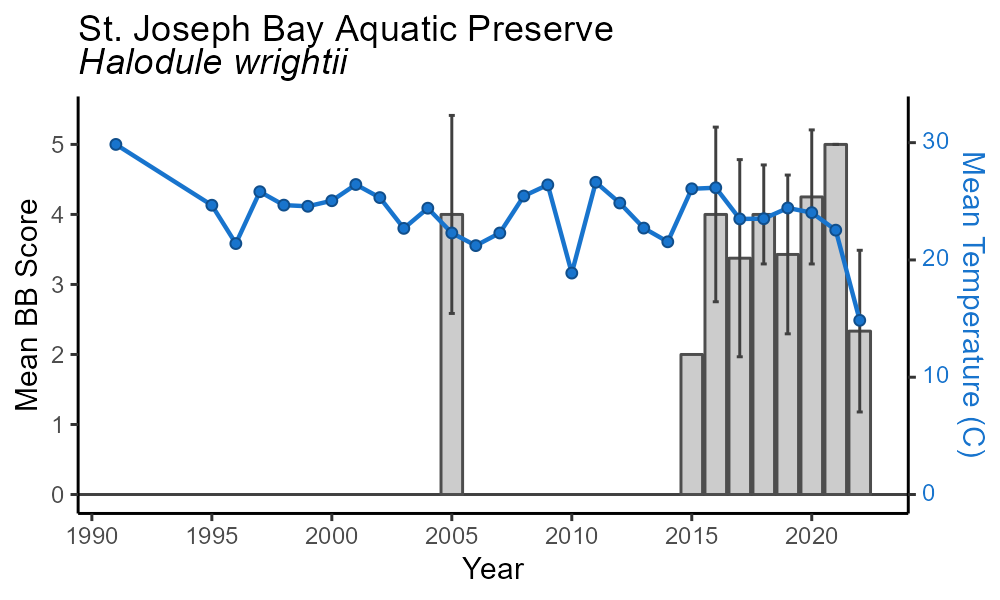 St. Joseph Bay Aquatic Preserve
Halodule wrightii
Mean BB Score
5
4
3
2
1
0
30
20
10
0
Mean Temperature (C)
1990 1995 2000 2005 2010 2015 2020
Year